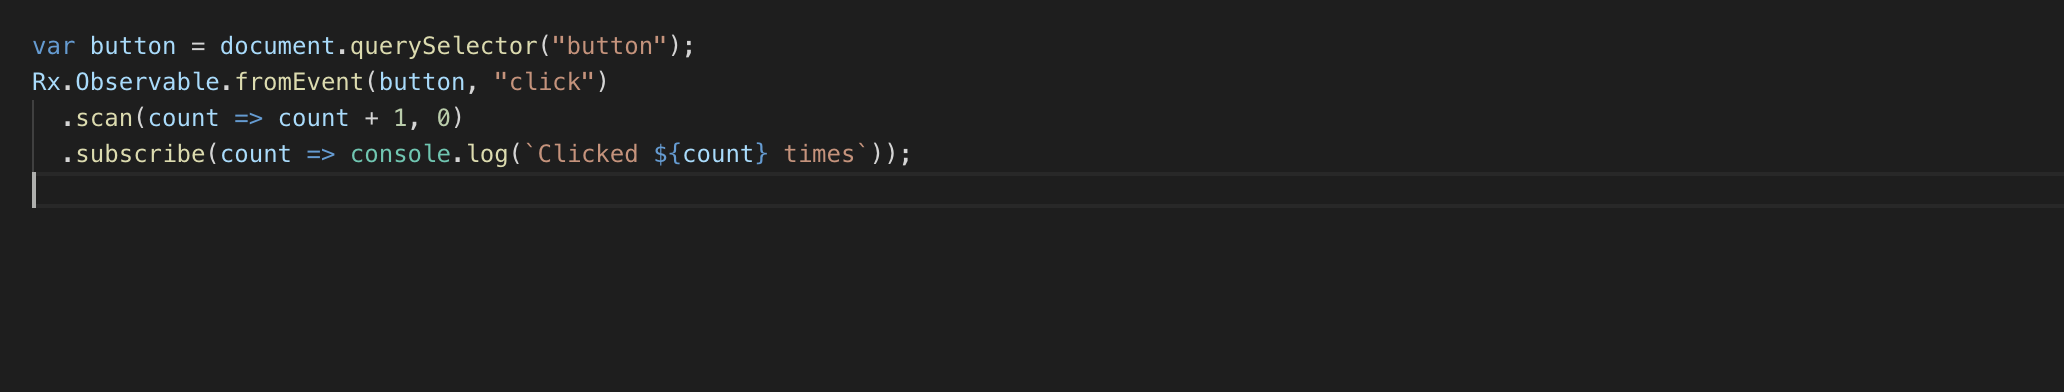 var button = document.querySelector("button");
Rx.Observable.fromEvent(button, "click")
  .scan(count => count + 1, 0)
  .subscribe(count => console.log(`Clicked ${count} times`));